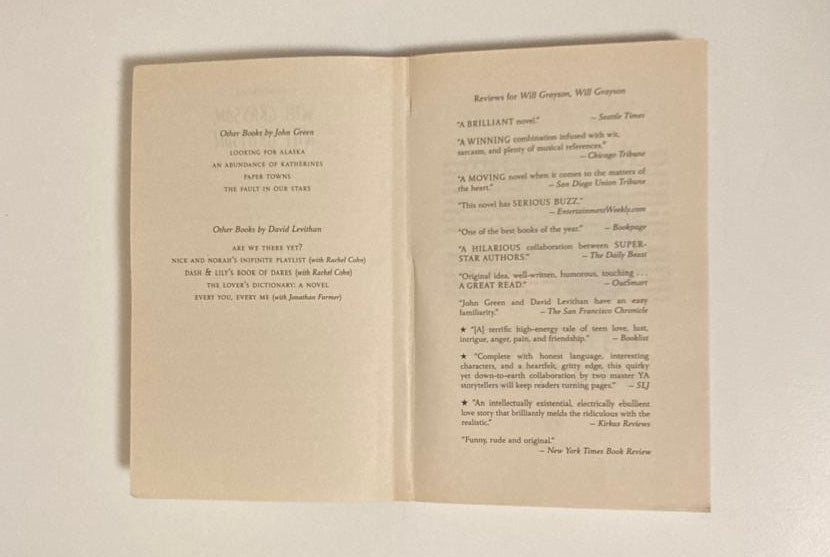 Other Books by John Green
LOOKING FOR ALASKA
AN ABUNDANCE OF KATHERINES
PAPER TOWNS
THE FAULT IN OUR STARS
Other Books by David Levithan
ARE WE THERE YET?
NICK AND NORAH'S INIFINITE PLAYLIST (with Rachel Cohn)
DASH & LILY'S BOOK OF DARES (with Rachel Cohn)
THE LOVER'S DICTIONARY: A NOVEL
EVERY YOU, EVERY ME (with Jonathan Farmer)
Reviews for Will Grayson, Will Grayson
"A BRILLIANT novel." – Seattle Times
"A WINNING combination infused with wit,
sarcasm, and plenty of musical references."
– Chicago Tribune
"A MOVING novel when it comes to the matters of
the heart." – San Diego Union Tribune
"This novel has SERIOUS BUZZ."
– EntertainmentWeekly.com
"One of the best books of the year." – Bookpage
"A HILARIOUS collaboration between SUPER-
STAR AUTHORS." – The Daily Beast
"Original idea, well-written, humorous, touching . . .
A GREAT READ." – OutSmart
"John Green and David Levithan have an easy
familiarity." – The San Francisco Chronicle
★ "[A] terrific high-energy tale of teen love, lust,
intrigue, anger, pain, and friendship." – Booklist
★ "Complete with honest language, interesting
characters, and a heartfelt, gritty edge, this quirky
yet down-to-earth collaboration by two master YA
storytellers will keep readers turning pages." – SLJ
★ "An intellectually existential, electrically ebullient
love story that brilliantly melds the ridiculous with the
realistic." – Kirkus Reviews
"Funny, rude and original."
– New York Times Book Review